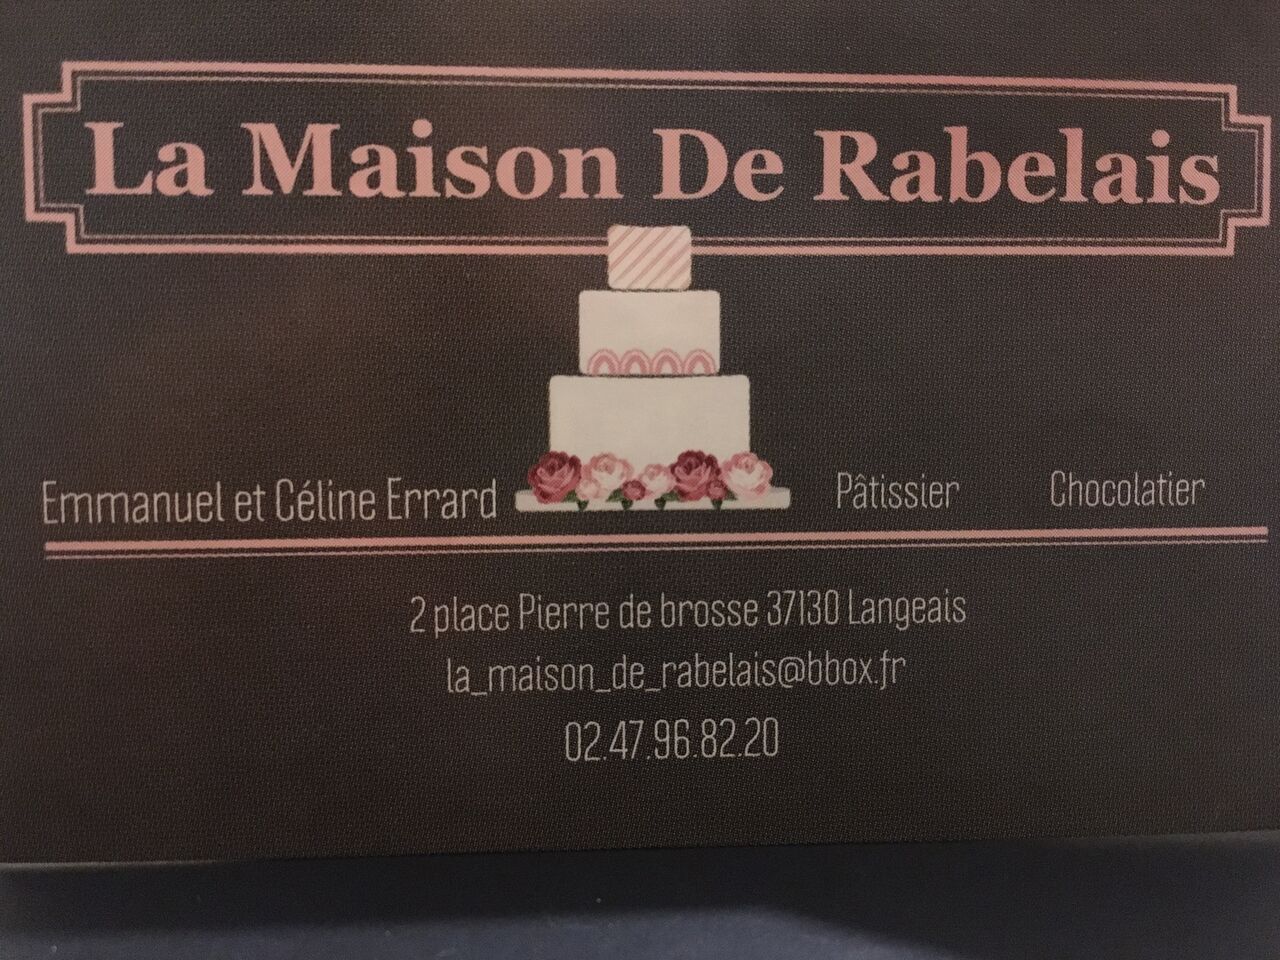 La Maison De Rabelais
Emmanuel et Céline Errard Pâtissier Chocolatier
2 place Pierre de brosse 37130 Langeais
la_maison_de_rabelais@bbox.fr
02.47.96.82.20